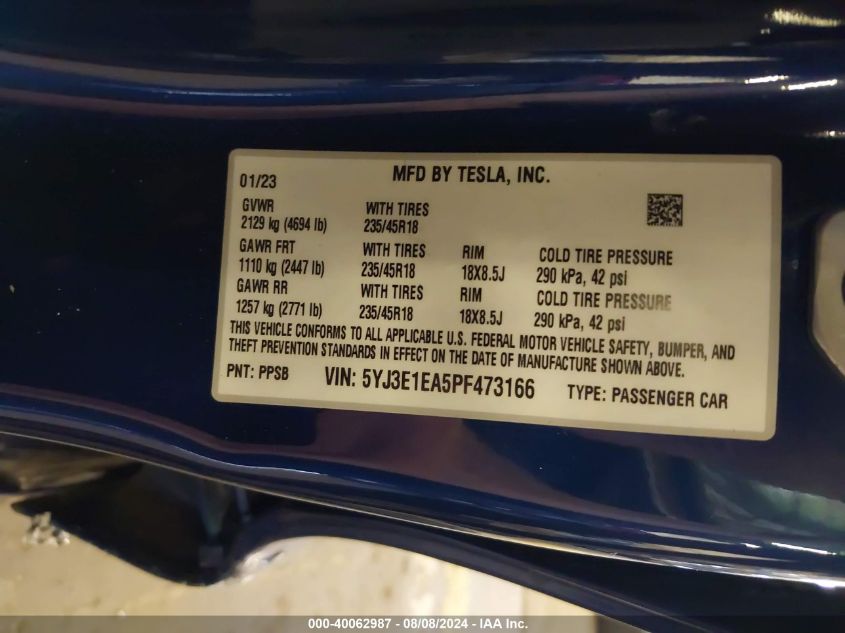 01/23 MFD BY TESLA, INC.
GVWR WITH TIRES
2129 kg (4694 lb) 235/45R18
GAWR FRT WITH TIRES RIM COLD TIRE PRESSURE
1110 kg (2447 lb) 235/45R18 18X8.5J 290 kPa, 42 psi
GAWR RR WITH TIRES RIM COLD TIRE PRESSURE
1257 kg (2771 lb) 235/45R18 18X8.5J 290 kPa, 42 psi
THIS VEHICLE CONFORMS TO ALL APPLICABLE U.S. FEDERAL MOTOR VEHICLE SAFETY, BUMPER, AND
THEFT PREVENTION STANDARDS IN EFFECT ON THE DATE OF MANUFACTURE SHOWN ABOVE.
PNT: PPSB VIN: 5YJ3E1EA5PF473166 TYPE: PASSENGER CAR
000-40062987 - 08/08/2024 - IAA Inc.